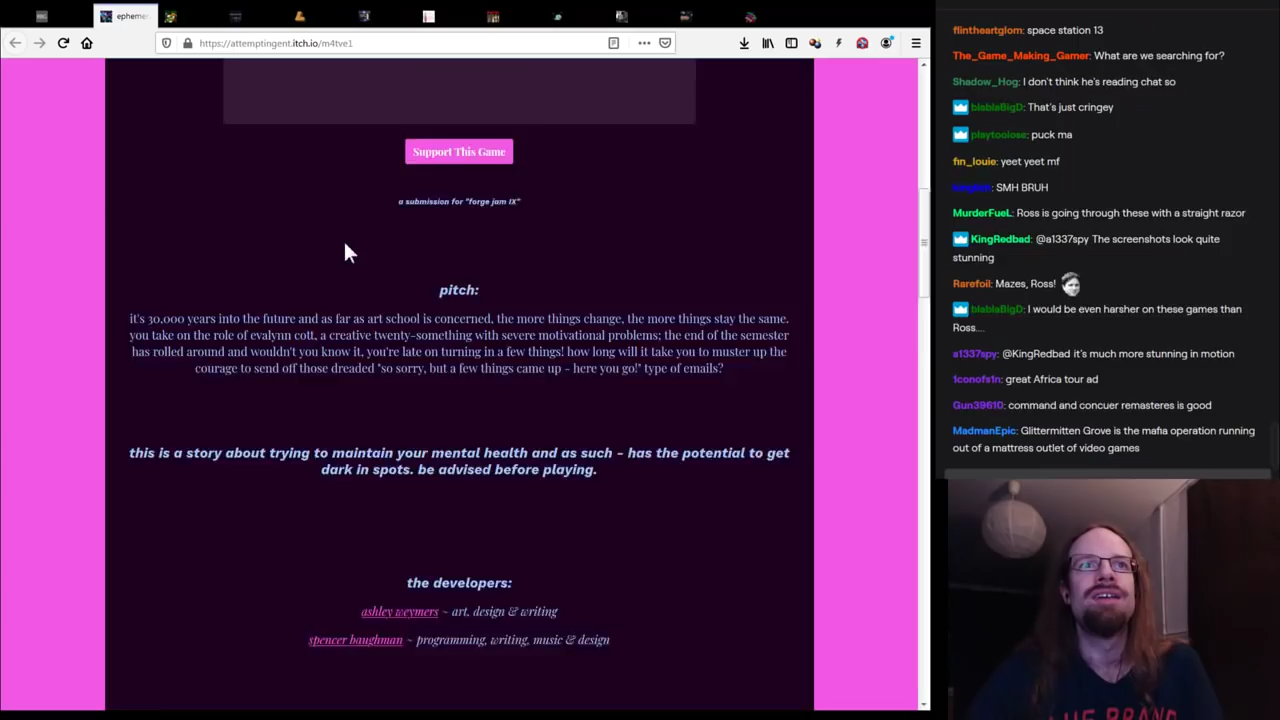 ephemer
https://attemptingent.itch.io/m4tve1
Support This Game
a submission for "forge jam IX"
pitch:
it's 30,000 years into the future and as far as art school is concerned, the more things change, the more things stay the same.
you take on the role of evalynn cott, a creative twenty-something with severe motivational problems; the end of the semester
has rolled around and wouldn't you know it, you're late on turning in a few things! how long will it take you to muster up the
courage to send off those dreaded "so sorry, but a few things came up - here you go!" type of emails?
this is a story about trying to maintain your mental health and as such - has the potential to get
dark in spots. be advised before playing.
the developers:
ashley weymers ~ art, design & writing
spencer baughman ~ programming, writing, music & design
flintheartglom: space station 13
The_Game_Making_Gamer: What are we searching for?
Shadow_Hog: I don't think he's reading chat so
blablaBigD: That's just cringey
playtoolose: puck ma
fin_louie: yeet yeet mf
SMH BRUH
MurderFueL: Ross is going through these with a straight razor
KingRedbad: @a1337spy The screenshots look quite
stunning
Rarefoil: Mazes, Ross!
blablaBigD: I would be even harsher on these games than
Ross....
a1337spy: @KingRedbad it's much more stunning in motion
1conofs1n: great Africa tour ad
Gun39610: command and concuer remasteres is good
MadmanEpic: Glittermitten Grove is the mafia operation running
out of a mattress outlet of video games